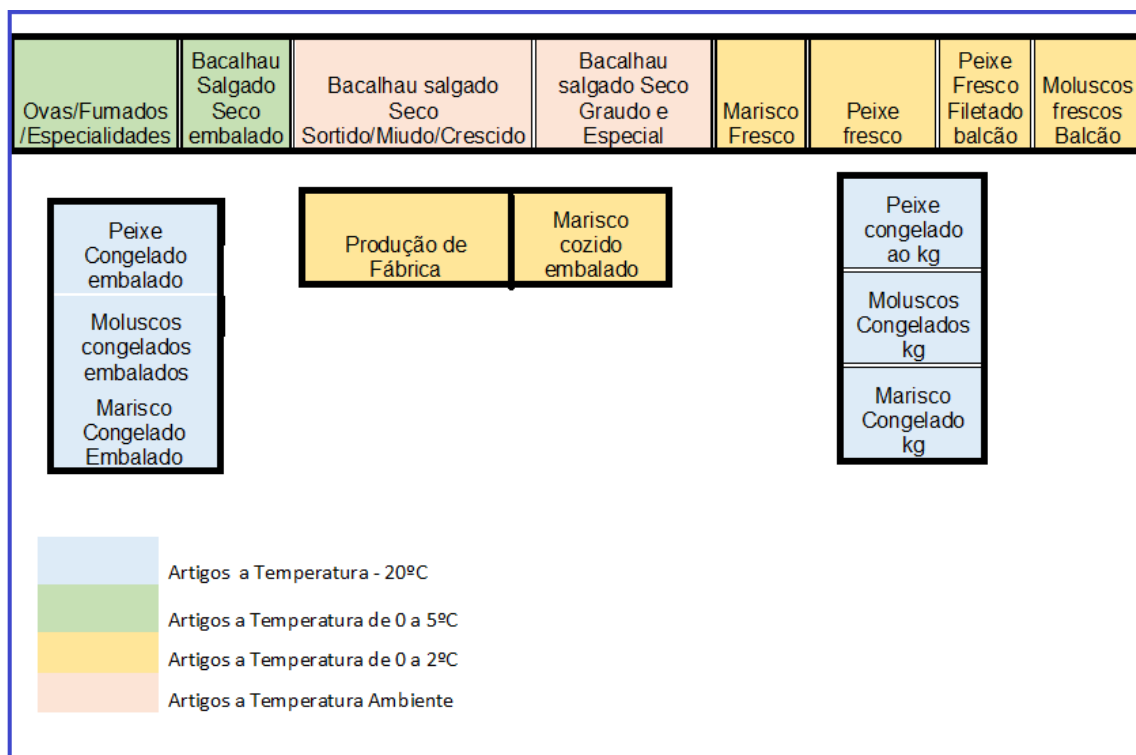 Ovas/Fumados
/Especialidades
Bacalhau
Salgado
Seco
embalado
Bacalhau salgado
Seco
Sortido/Miudo/Crescido
Bacalhau
salgado Seco
Graudo e
Especial
Marisco
Fresco
Peixe
fresco
Peixe
Fresco
Filetado
balcão
Moluscos
frescos
Balcão
Peixe
Congelado
embalado
Moluscos
congelados
embalados
Marisco
Congelado
Embalado
Produção de
Fábrica
Marisco
cozido
embalado
Peixe
congelado
ao kg
Moluscos
Congelados
kg
Marisco
Congelado
kg
Artigos a Temperatura - 20ºC
Artigos a Temperatura de 0 a 5ºC
Artigos a Temperatura de 0 a 2ºC
Artigos a Temperatura Ambiente